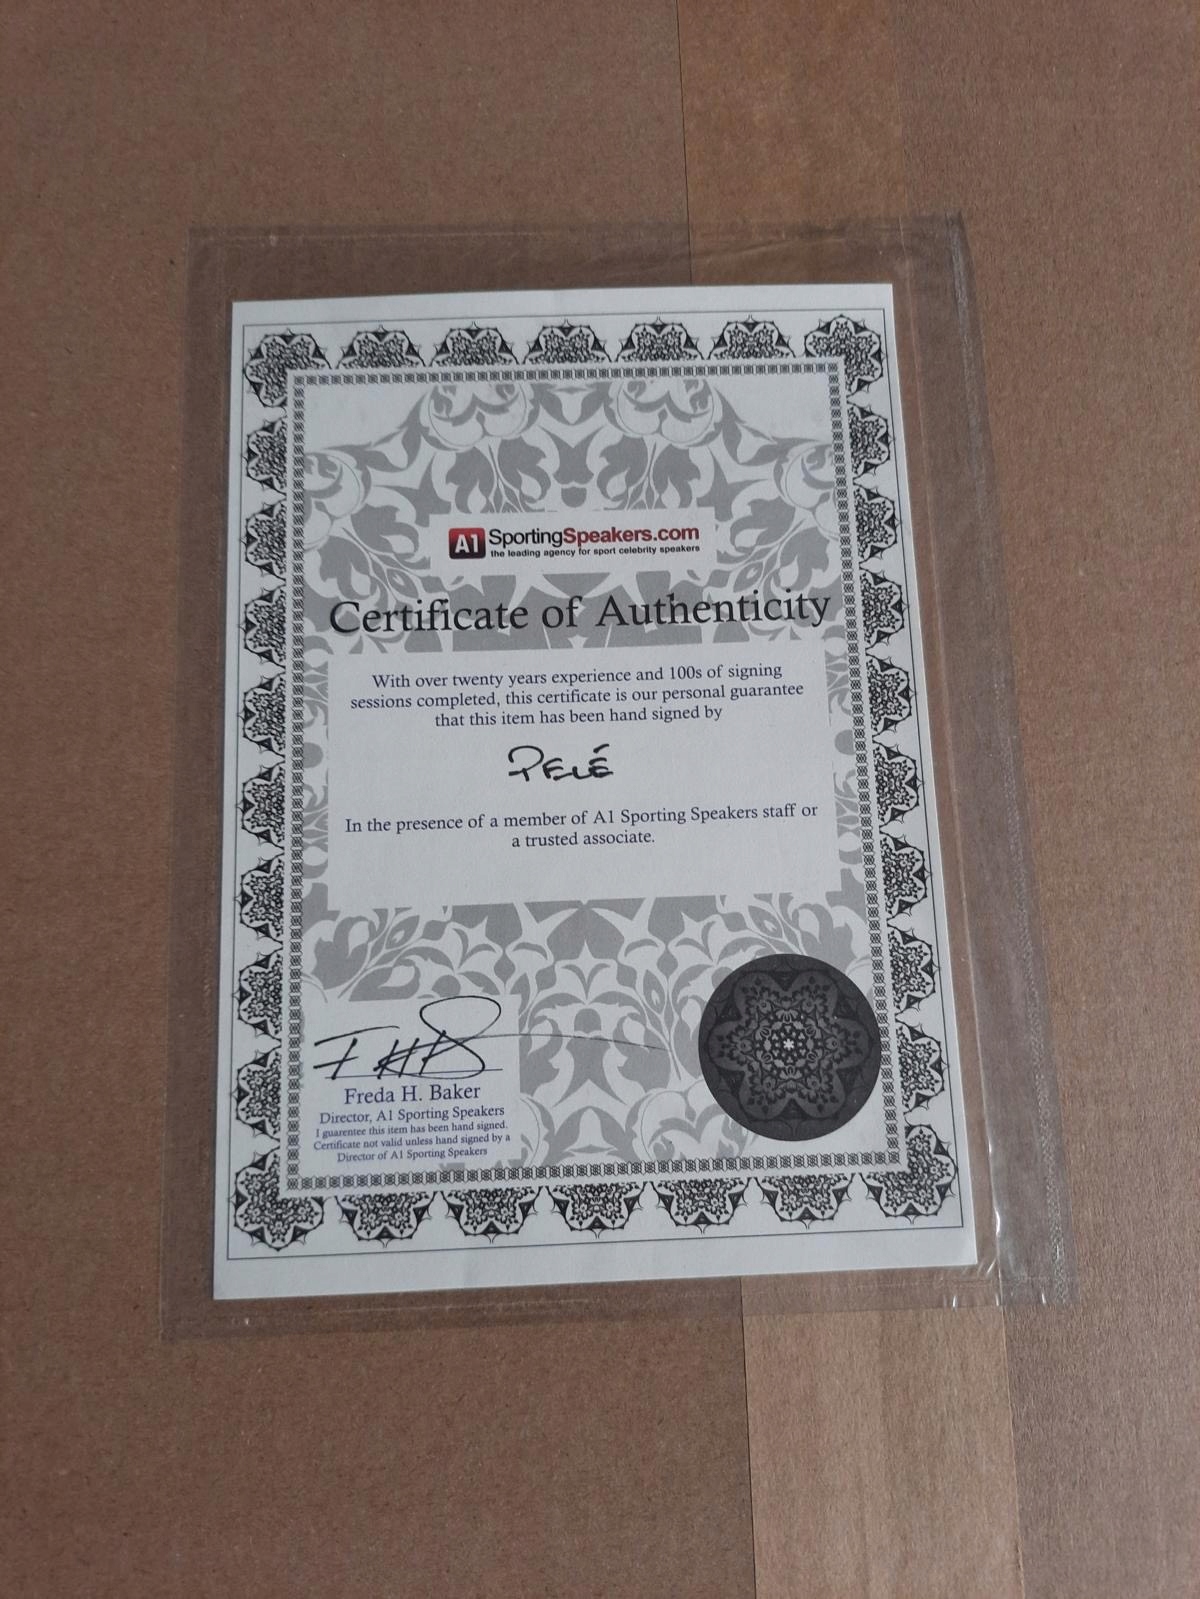 A1 SportingSpeakers.com
the leading agency for sport celebrity speakers
Certificate of Authenticity
With over twenty years experience and 100s of signing
sessions completed, this certificate is our personal guarantee
that this item has been hand signed by
PELÉ
In the presence of a member of A1 Sporting Speakers staff or
a trusted associate.
Freda H. Baker
Director, A1 Sporting Speakers
I guarentee this item has been hand signed.
Certificate not valid unless hand signed by a
Director of A1 Sporting Speakers